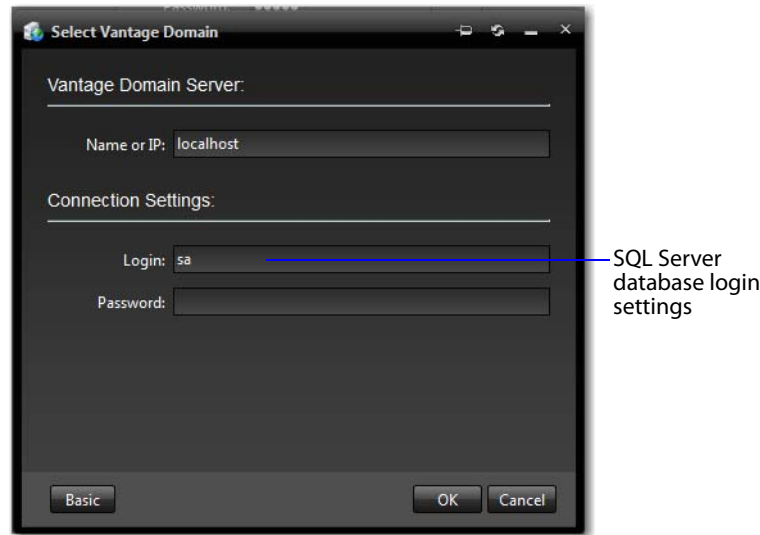 Password:
Select Vantage Domain
Vantage Domain Server:
Name or IP: localhost
Connection Settings:
Login: sa
Password:
SQL Server
database login
settings
Basic
OK
Cancel